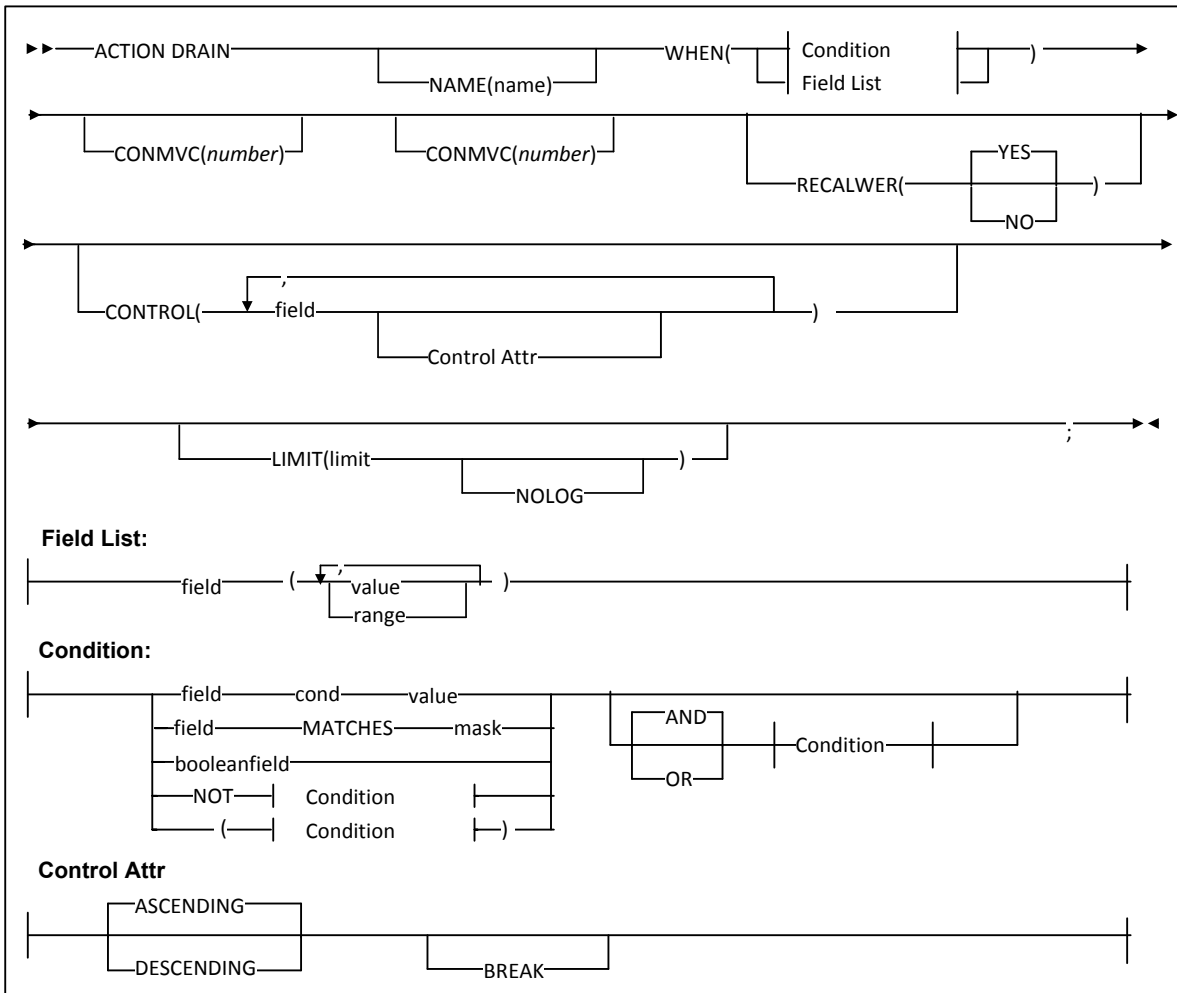 ACTION DRAIN NAME(name) WHEN( Condition )
Field List
CONMVC(number) CONMVC(number) RECALWER( YES )
NO
,
CONTROL( field )
Control Attr
;
LIMIT(limit )
NOLOG
Field List:
,
field ( value )
range
Condition:
field cond value AND
field MATCHES mask Condition
booleanfield OR
NOT Condition
( Condition )
Control Attr
ASCENDING
DESCENDING BREAK